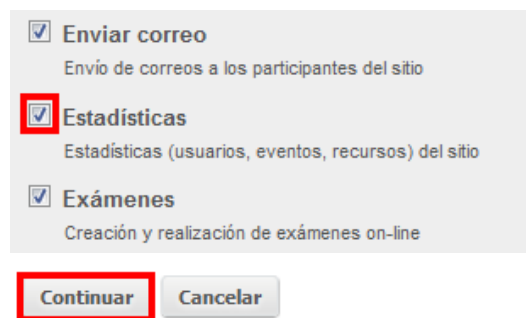 Enviar correo
Envío de correos a los participantes del sitio
Estadísticas
Estadísticas (usuarios, eventos, recursos) del sitio
Exámenes
Creación y realización de exámenes on-line
Continuar Cancelar